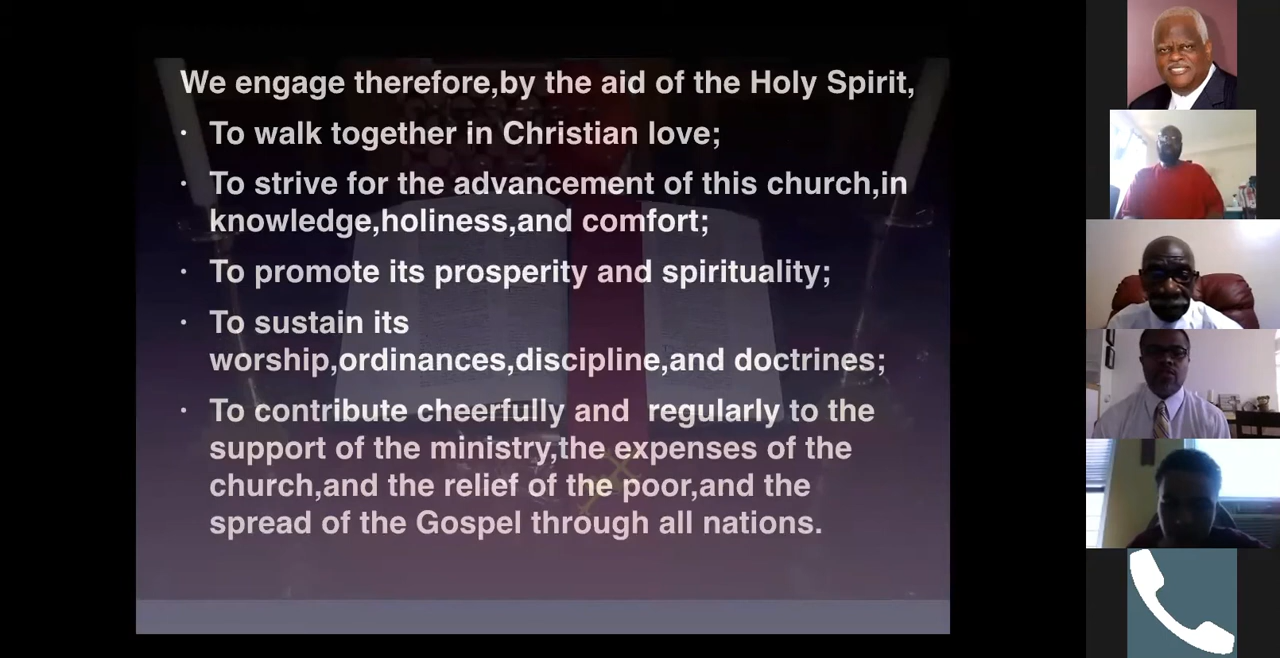 We engage therefore,by the aid of the Holy Spirit,
· To walk together in Christian love;
· To strive for the advancement of this church,in
knowledge,holiness,and comfort;
· To promote its prosperity and spirituality;
· To sustain its
worship,ordinances,discipline,and doctrines;
· To contribute cheerfully and  regularly to the
support of the ministry,the expenses of the
church,and the relief of the poor,and the
spread of the Gospel through all nations.